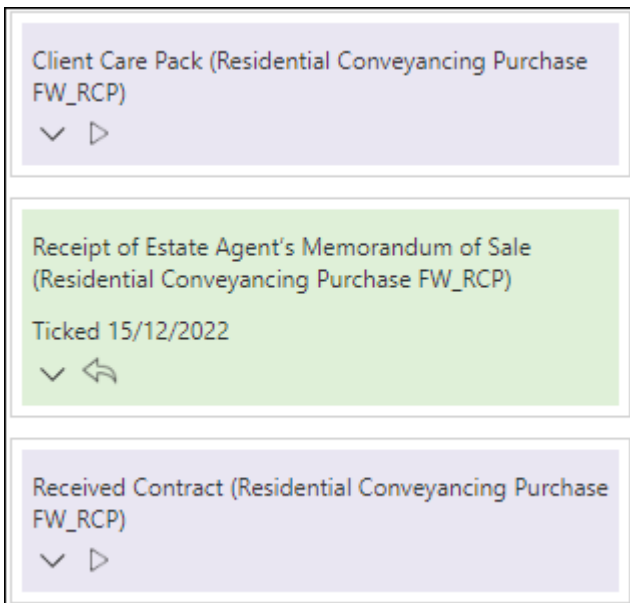 Client Care Pack (Residential Conveyancing Purchase
FW_RCP)
Receipt of Estate Agent's Memorandum of Sale
(Residential Conveyancing Purchase FW_RCP)
Ticked 15/12/2022
Received Contract (Residential Conveyancing Purchase
FW_RCP)